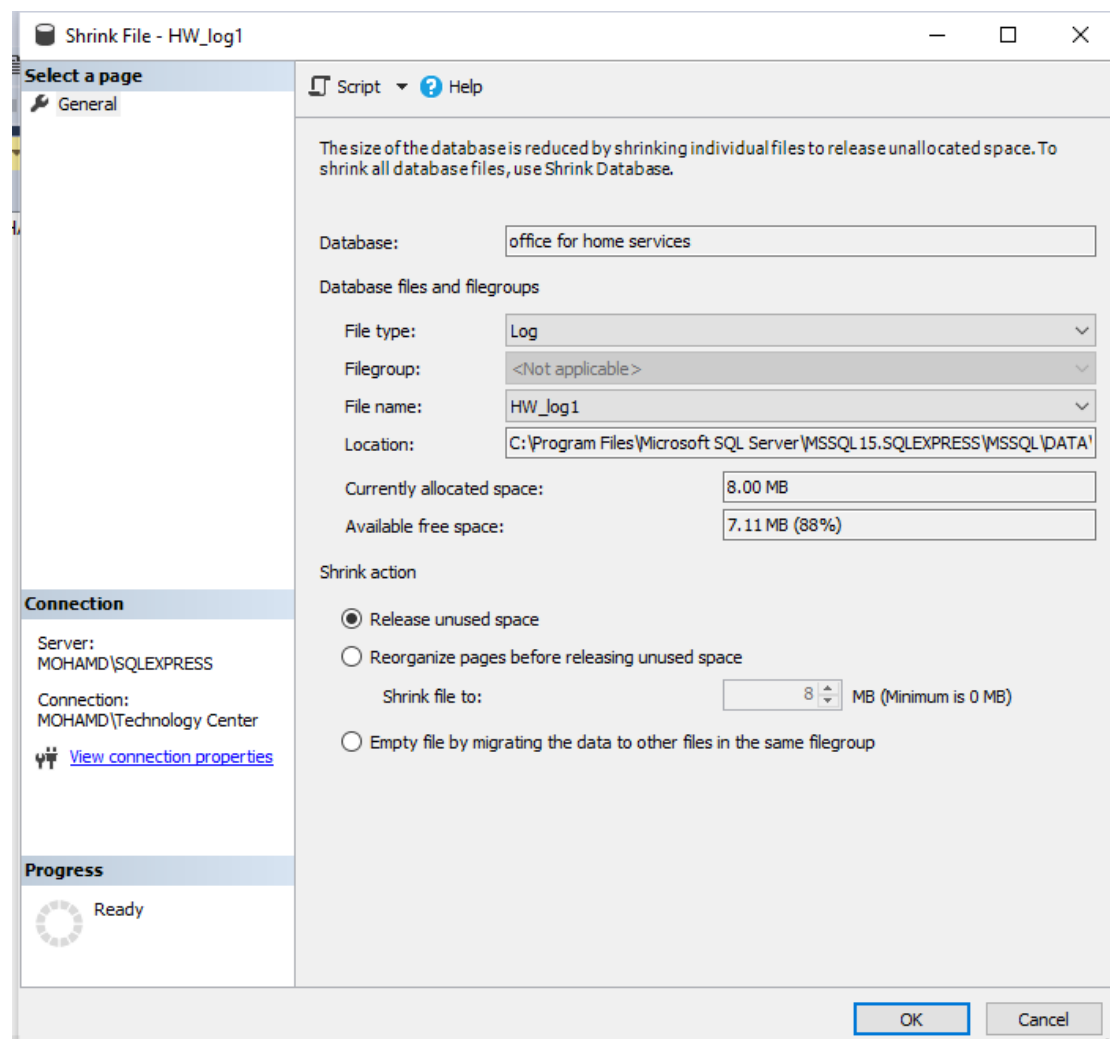 Shrink File - HW_log1
Select a page
General
Script
Help
The size of the database is reduced by shrinking individual files to release unallocated space. To
shrink all database files, use Shrink Database.
Database:
office for home services
Database files and filegroups
File type:
Log
Filegroup:
<Not applicable>
File name:
HW_log1
Location:
C:\Program Files\Microsoft SQL Server\MSSQL15.SQLEXPRESS\MSSQL\DATA\
Currently allocated space:
8.00 MB
Available free space:
7.11 MB (88%)
Shrink action
Release unused space
Reorganize pages before releasing unused space
Shrink file to:
8
MB (Minimum is 0 MB)
Empty file by migrating the data to other files in the same filegroup
Connection
Server:
MOHAMD\SQLEXPRESS
Connection:
MOHAMD\Technology Center
View connection properties
Progress
Ready
OK
Cancel